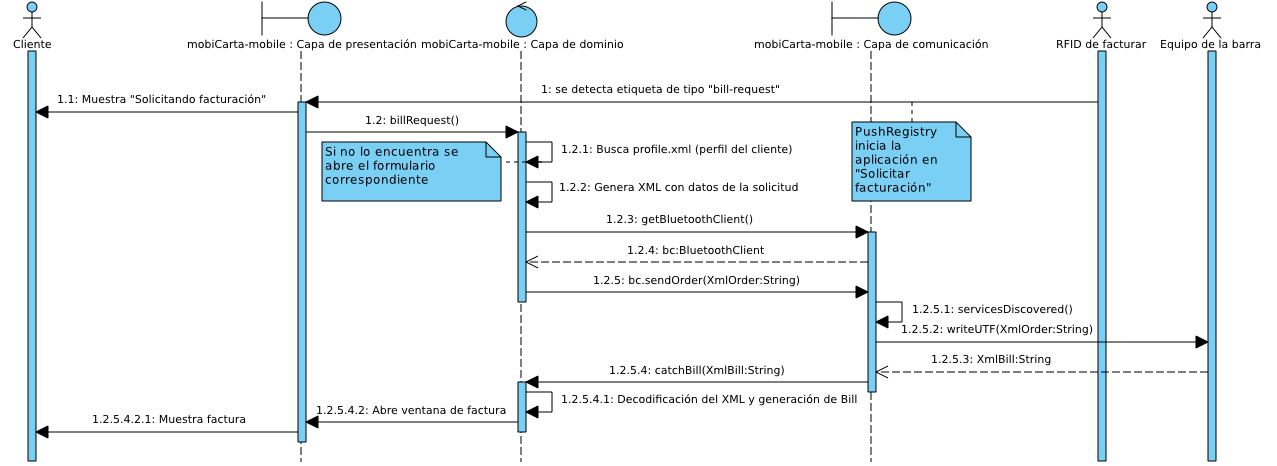 Cliente
mobiCarta-mobile : Capa de presentación
mobiCarta-mobile : Capa de dominio
mobiCarta-mobile : Capa de comunicación
RFID de facturar
Equipo de la barra
1: se detecta etiqueta de tipo "bill-request"
1.1: Muestra "Solicitando facturación"
1.2: billRequest()
PushRegistry
inicia la
aplicación en
"Solicitar
facturación"
Si no lo encuentra se
abre el formulario
correspondiente
1.2.1: Busca profile.xml (perfil del cliente)
1.2.2: Genera XML con datos de la solicitud
1.2.3: getBluetoothClient()
1.2.4: bc:BluetoothClient
1.2.5: bc.sendOrder(XmlOrder:String)
1.2.5.1: servicesDiscovered()
1.2.5.2: writeUTF(XmlOrder:String)
1.2.5.3: XmlBill:String
1.2.5.4: catchBill(XmlBill:String)
1.2.5.4.1: Decodificación del XML y generación de Bill
1.2.5.4.2: Abre ventana de factura
1.2.5.4.2.1: Muestra factura